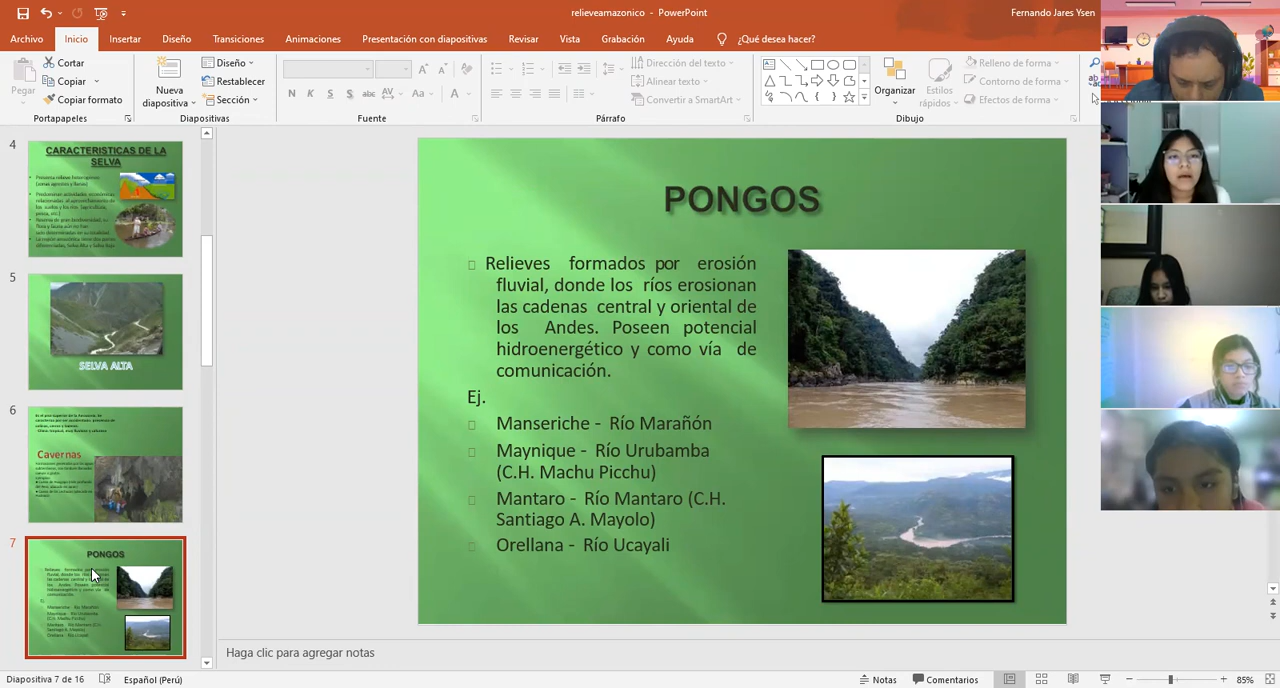 relieveamazonico - PowerPoint
Fernando Jares Ysen
Archivo Inicio Insertar Diseño Transiciones Animaciones Presentación con diapositivas Revisar Vista Grabación Ayuda ¿Qué desea hacer?
Pegar
Cortar
Copiar
Copiar formato
Portapapeles
Nueva diapositiva
Diseño
Restablecer
Sección
Diapositivas
N K S S abc AV Aa A
Fuente
Dirección del texto
Alinear texto
Convertir a SmartArt
Párrafo
Organizar
Estilos rápidos
Relleno de forma
Contorno de forma
Efectos de forma
Dibujo
4
CARACTERISTICAS DE LA
SELVA
5
SELVA ALTA
6
Cavernas
7
PONGOS
PONGOS
Relieves formados por erosión
fluvial, donde los ríos erosionan
las cadenas central y oriental de
los Andes. Poseen potencial
hidroenergético y como vía de
comunicación.
Ej.
Manseriche - Río Marañón
Maynique - Río Urubamba
(C.H. Machu Picchu)
Mantaro - Río Mantaro (C.H.
Santiago A. Mayolo)
Orellana - Río Ucayali
Haga clic para agregar notas
Diapositiva 7 de 16 Español (Perú) Notas Comentarios 85%